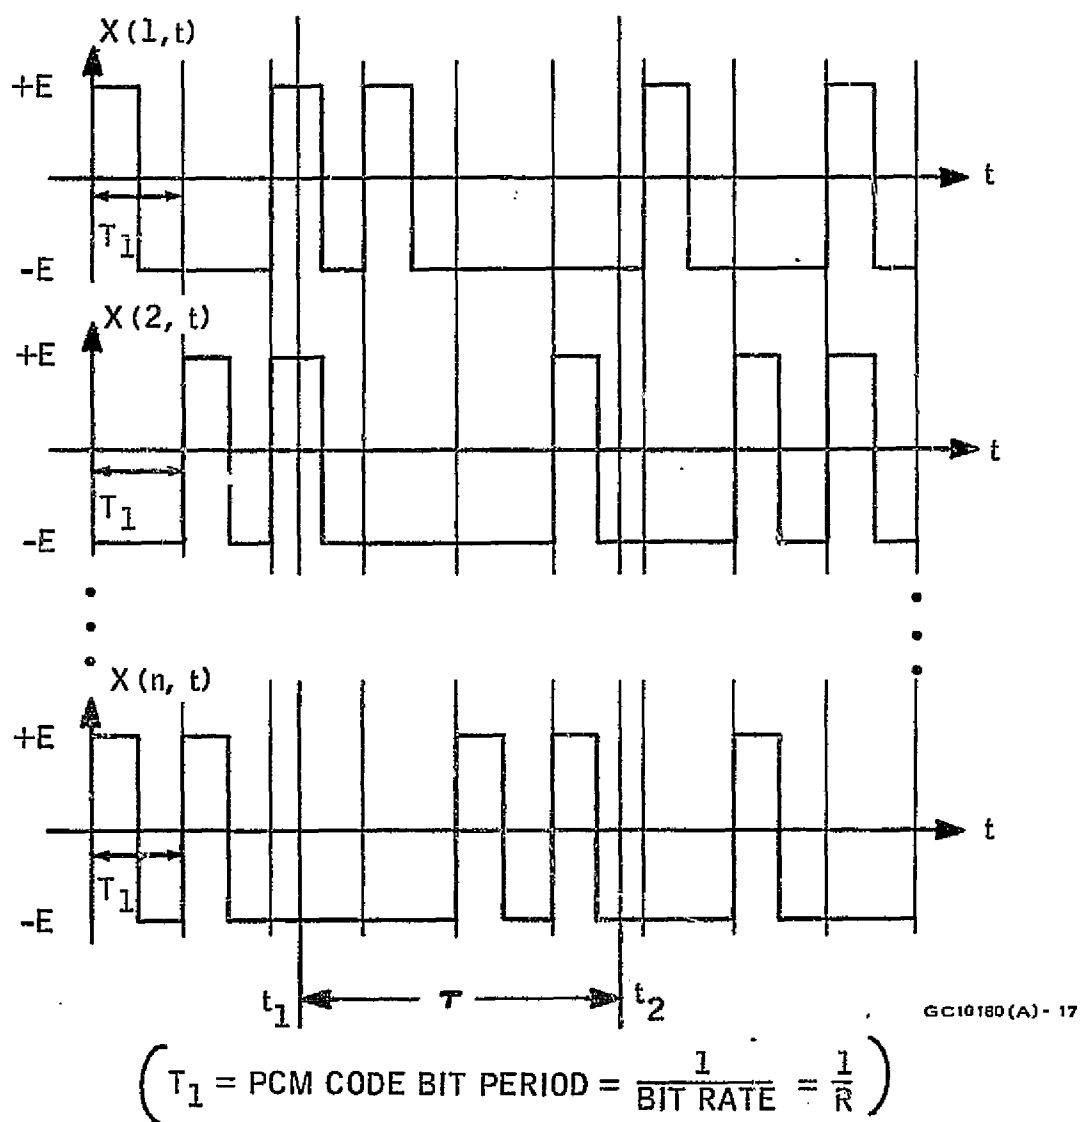 X(1,t)
+E
t
T1
-E
X(2, t)
+E
t
T1
-E
X(n, t)
+E
t
T1
-E
t1 τ t2
GC10180(A)-17
(T1 = PCM CODE BIT PERIOD = 1/BIT RATE = 1/R)